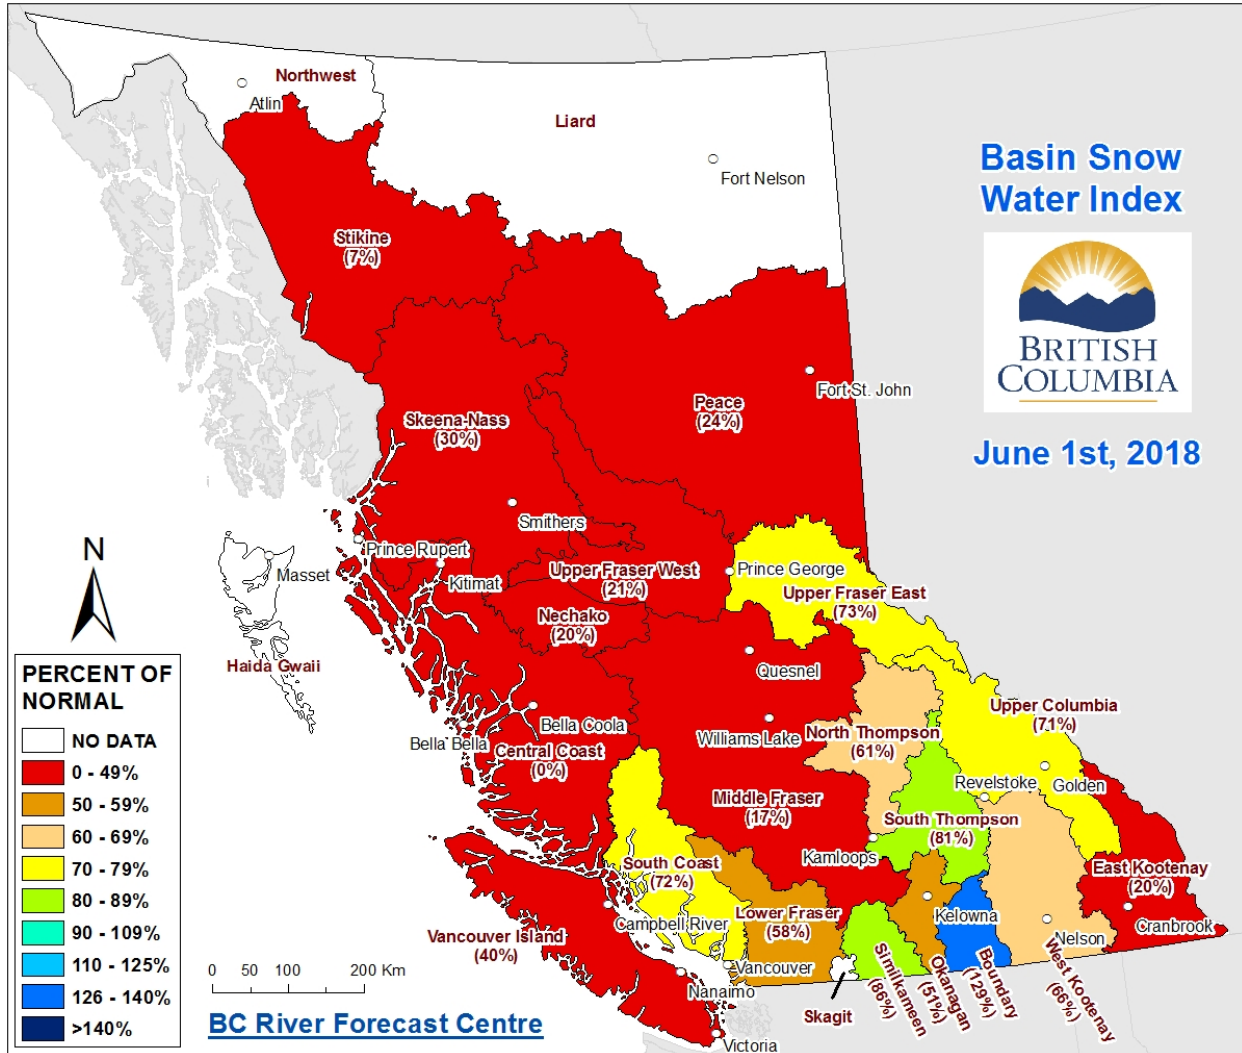 Northwest
Atlin
Liard
Fort Nelson
Basin Snow
Water Index
BRITISH
COLUMBIA
June 1st, 2018
Stikine
(7%)
Fort St. John
Peace
(24%)
Skeena-Nass
(30%)
Smithers
Prince Rupert
Kitimat
Masset
Haida Gwaii
Upper Fraser West
(21%)
Prince George
Upper Fraser East
(73%)
Nechako
(20%)
Quesnel
Bella Coola
Bella Bella
Central Coast
(0%)
Williams Lake
North Thompson
(61%)
Upper Columbia
(71%)
Revelstoke
Golden
Middle Fraser
(17%)
South Thompson
(81%)
Kamloops
South Coast
(72%)
East Kootenay
(20%)
Cranbrook
Campbell River
Lower Fraser
(58%)
Kelowna
Nelson
Vancouver Island
(40%)
Vancouver
Nanaimo
Victoria
Skagit
Similkameen
(86%)
Okanagan
(51%)
Boundary
(129%)
West Kootenay
(66%)
N
PERCENT OF
NORMAL
NO DATA
0 - 49%
50 - 59%
60 - 69%
70 - 79%
80 - 89%
90 - 109%
110 - 125%
126 - 140%
>140%
0 50 100 200 Km
BC River Forecast Centre